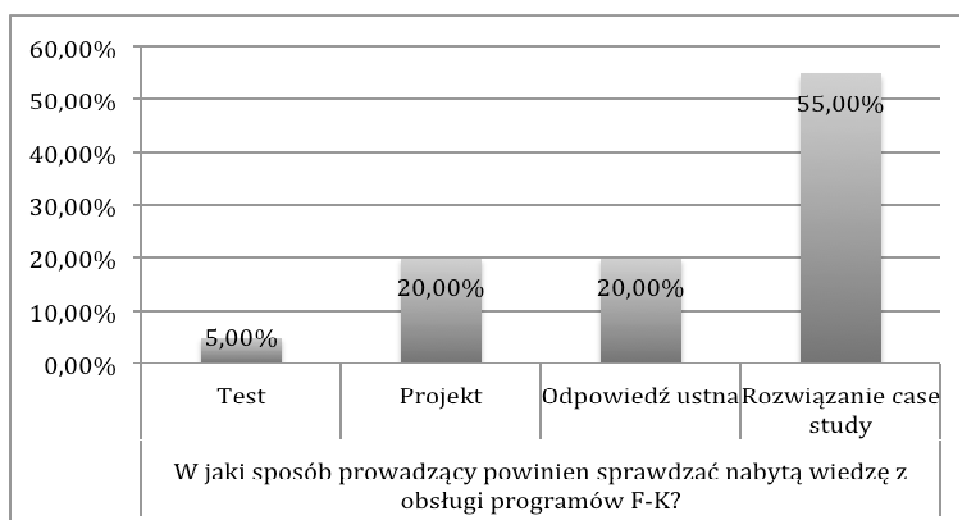 60,00%
50,00%
40,00%
30,00%
20,00%
10,00%
0,00%
5,00%
20,00%
20,00%
55,00%
Test
Projekt
Odpowiedź ustna
Rozwiązanie case
study
W jaki sposób prowadzący powinien sprawdzać nabytą wiedzę z
obsługi programów F-K?